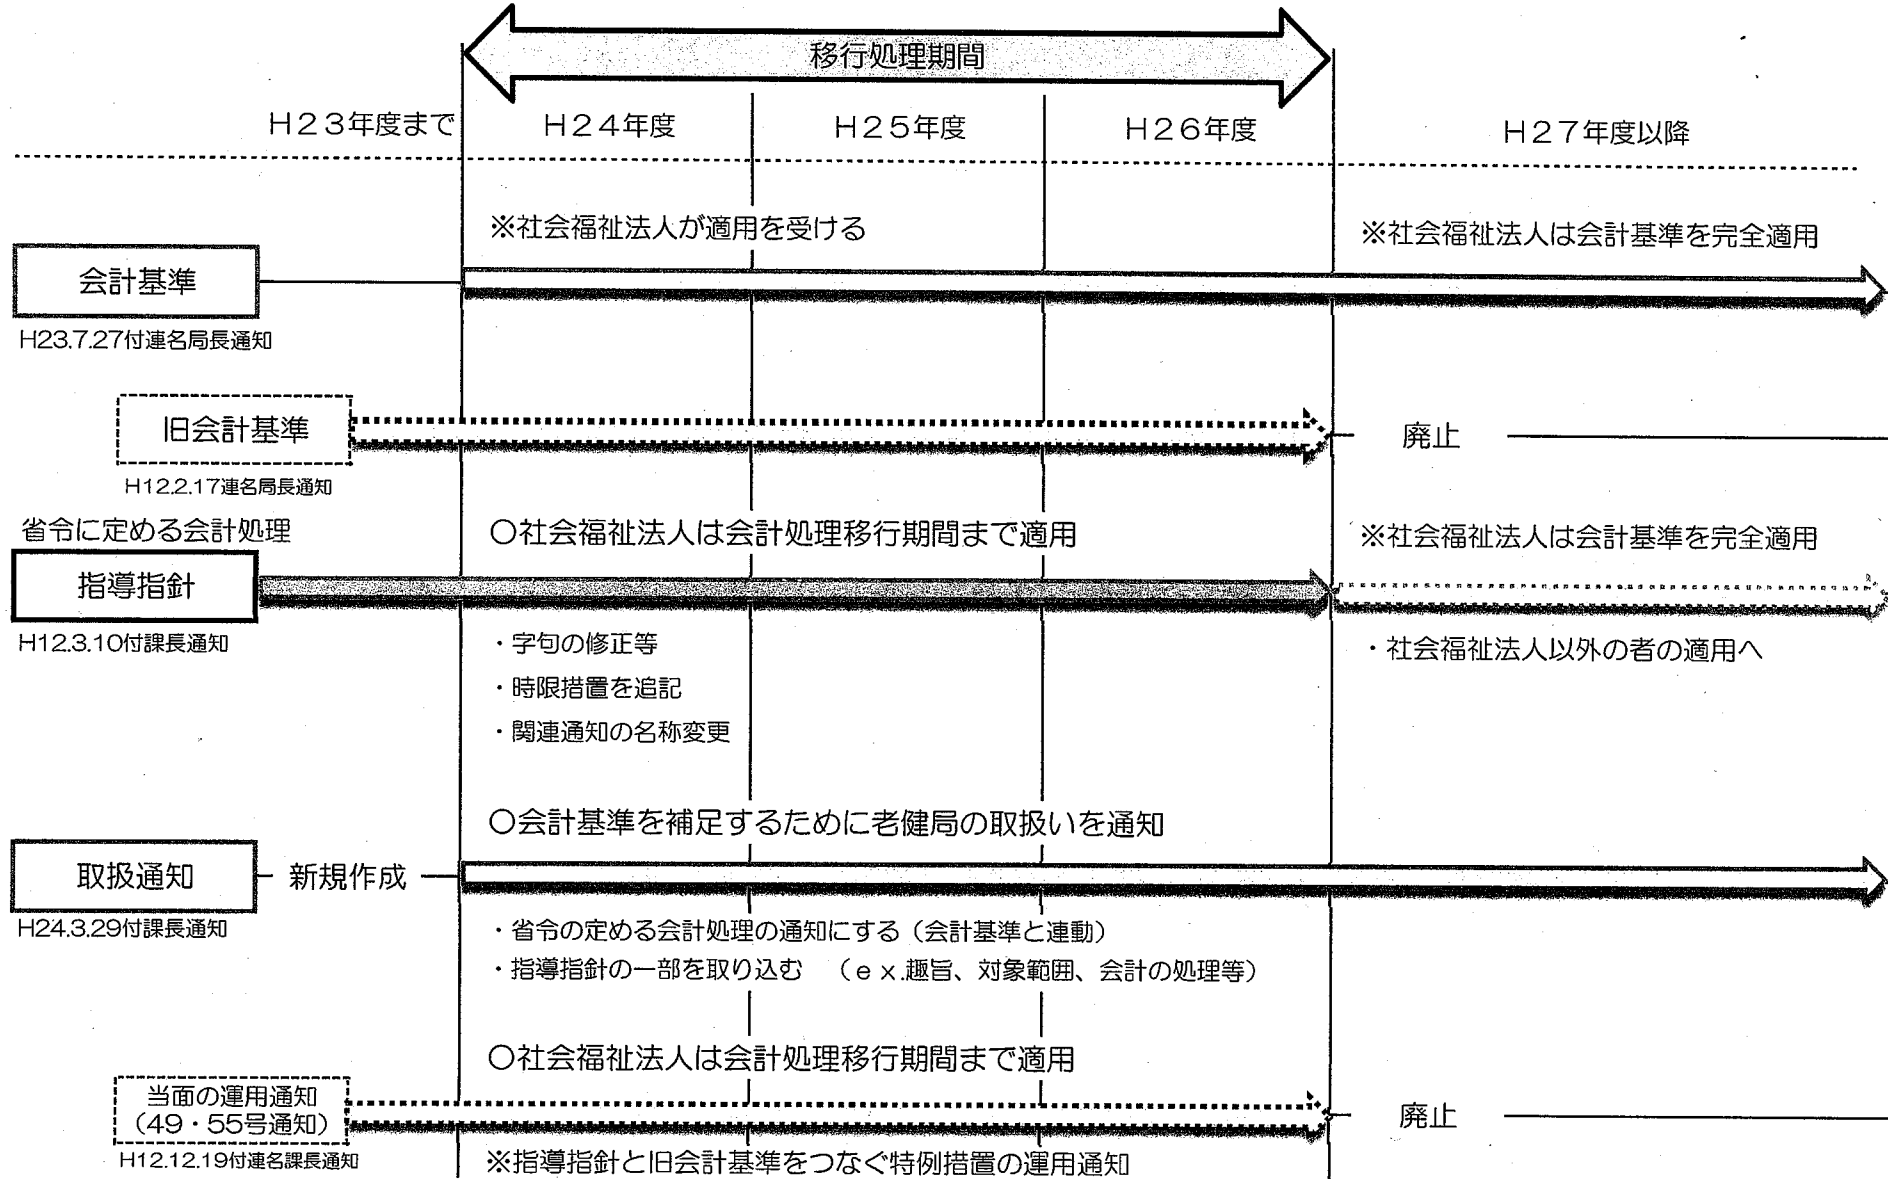 移行処理期間
H23年度まで
H24年度
H25年度
H26年度
H27年度以降
※社会福祉法人が適用を受ける
※社会福祉法人は会計基準を完全適用
会計基準
H23.7.27付連名局長通知
旧会計基準
廃止
H12.2.17連名局長通知
省令に定める会計処理
○社会福祉法人は会計処理移行期間まで適用
※社会福祉法人は会計基準を完全適用
指導指針
H12.3.10付課長通知
・字句の修正等
・社会福祉法人以外の者の適用へ
・時限措置を追記
・関連通知の名称変更
○会計基準を補足するために老健局の取扱いを通知
取扱通知
新規作成
H24.3.29付課長通知
・省令の定める会計処理の通知にする（会計基準と連動）
・指導指針の一部を取り込む　（ex.趣旨、対象範囲、会計の処理等）
○社会福祉法人は会計処理移行期間まで適用
当面の運用通知
（49・55号通知）
廃止
H12.12.19付連名課長通知
※指導指針と旧会計基準をつなぐ特例措置の運用通知